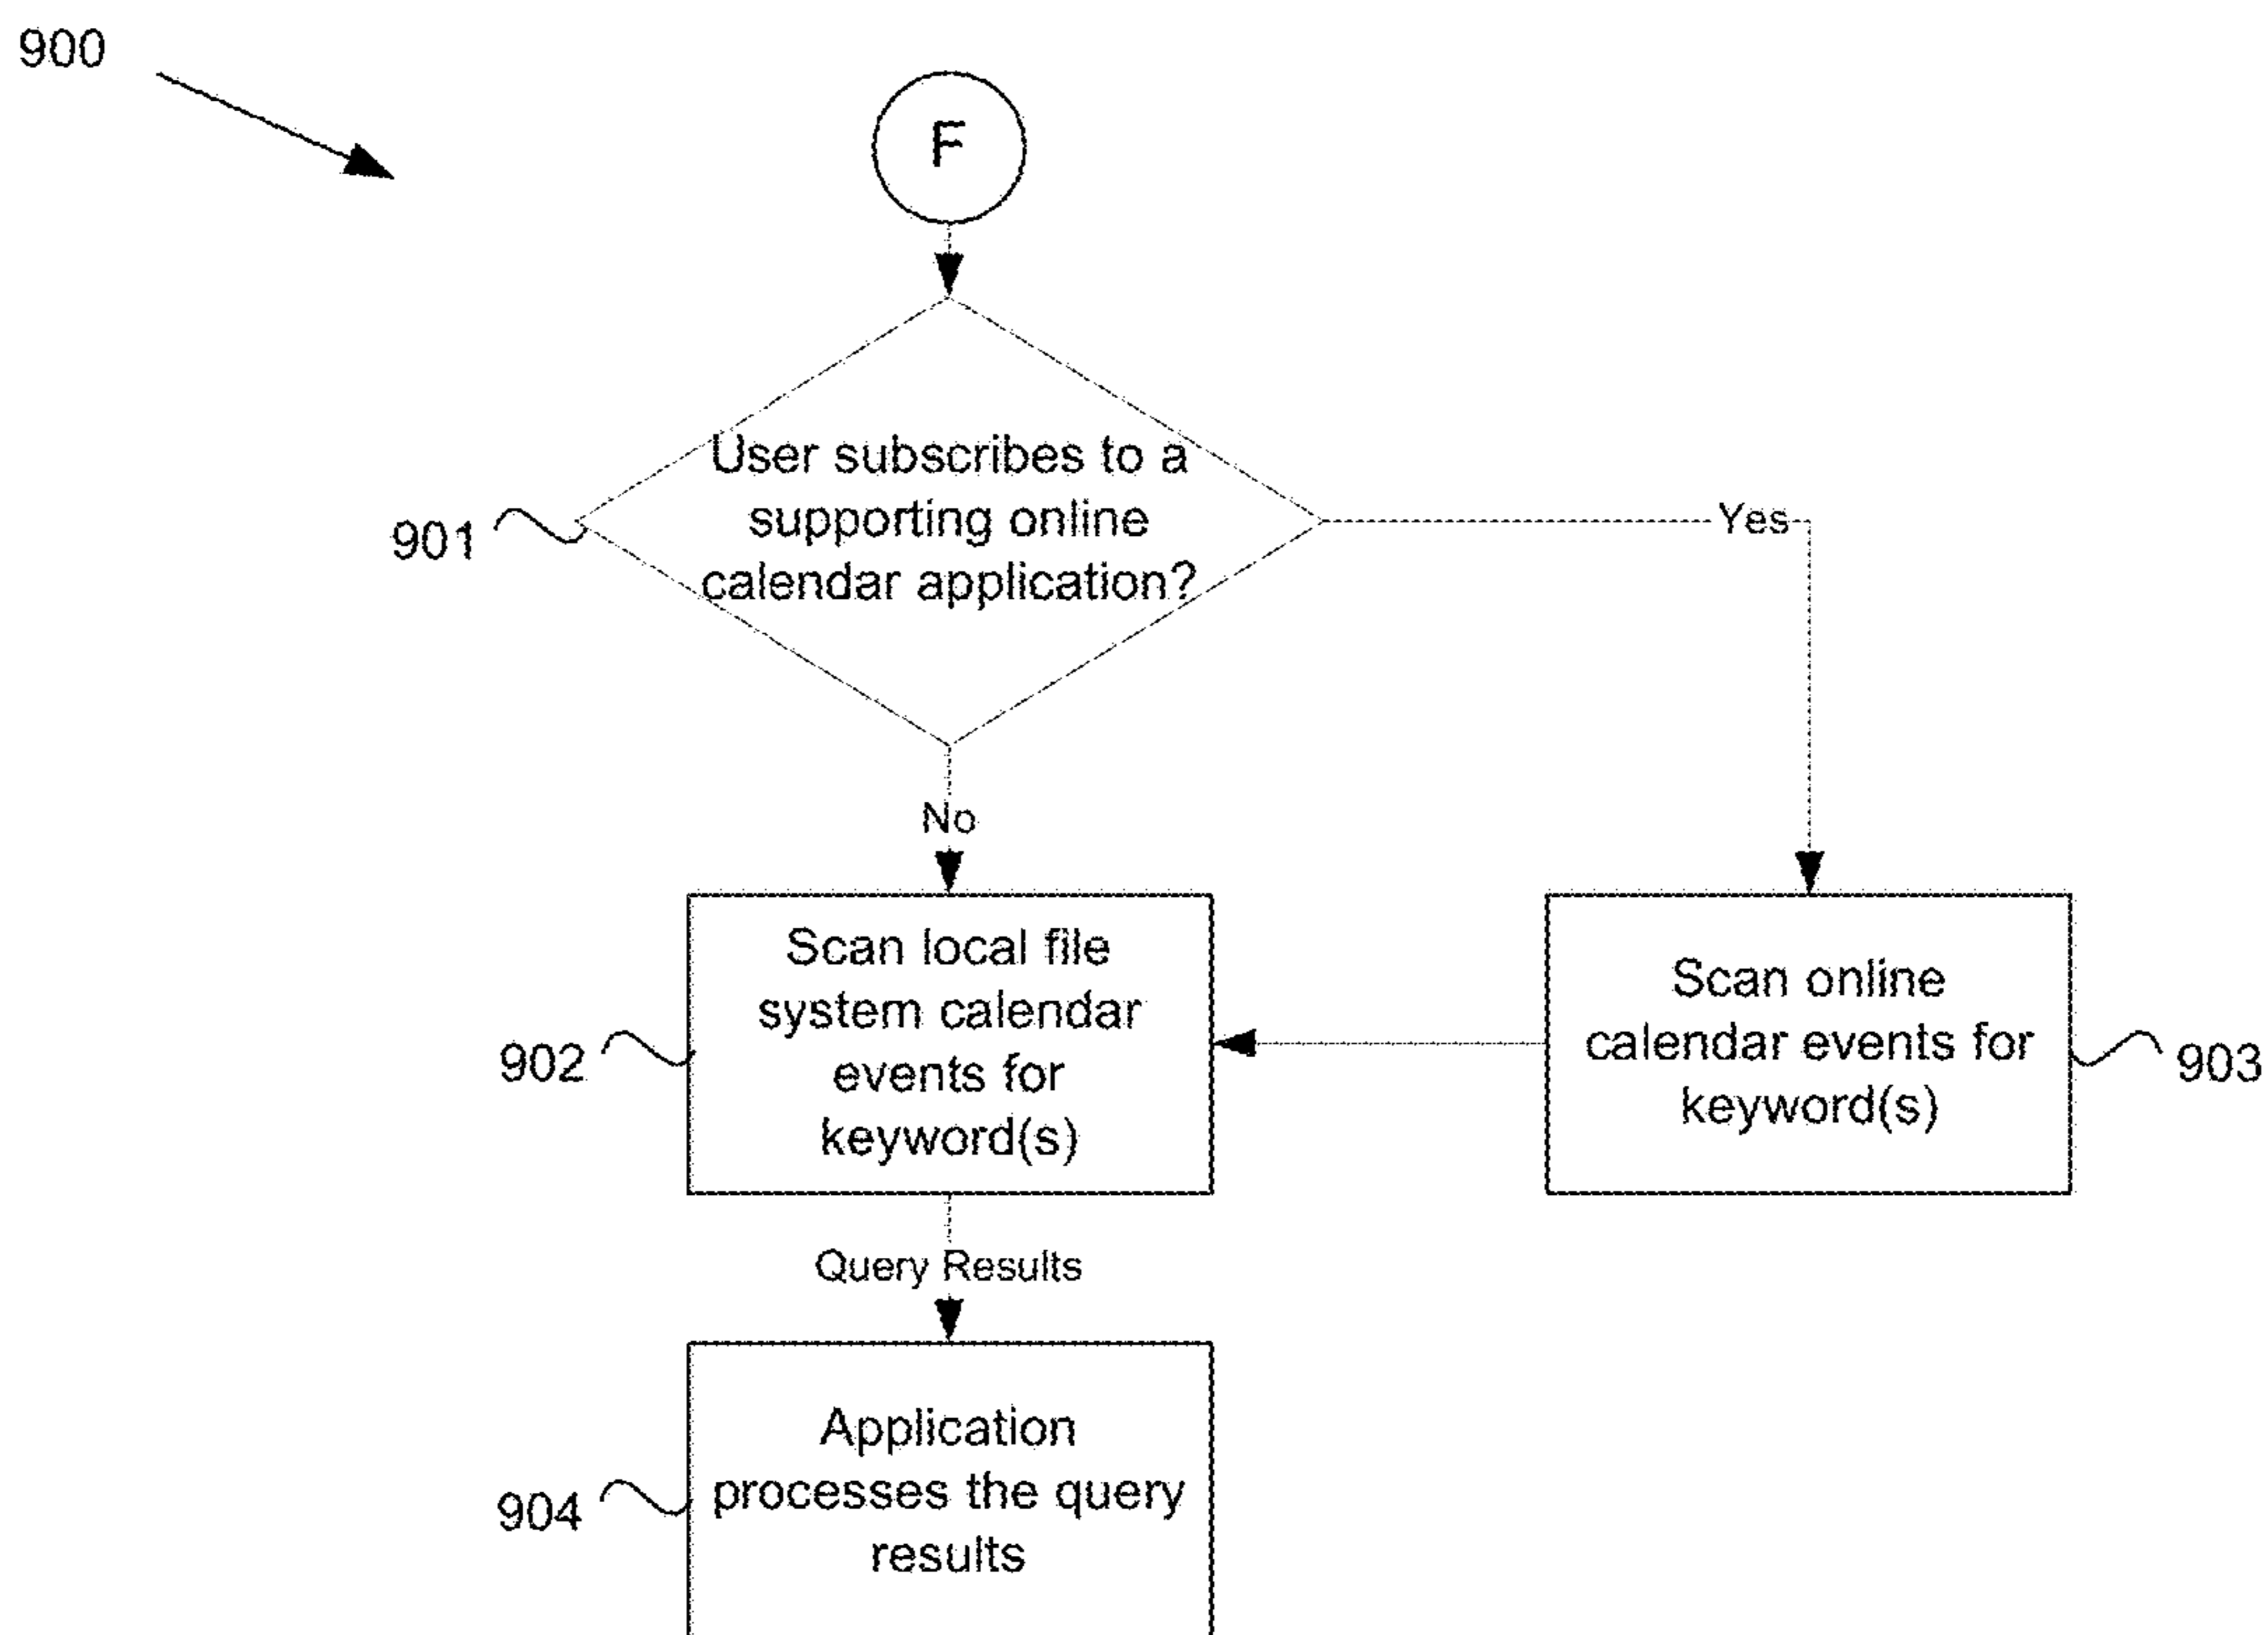 900
F
User subscribes to a
supporting online
calendar application?
901
Yes
No
Scan local file
system calendar
events for
keyword(s)
902
Scan online
calendar events for
keyword(s)
903
Query Results
Application
processes the query
results
904